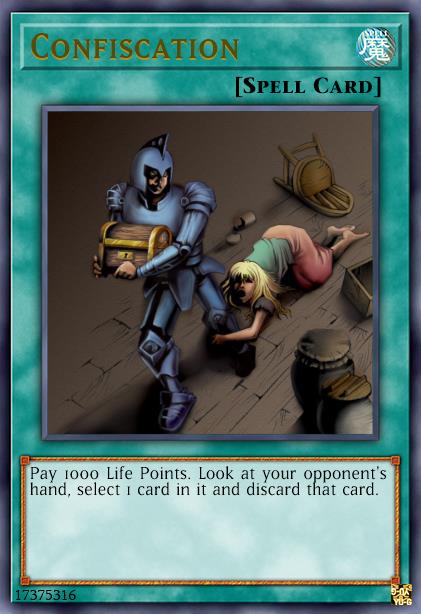 Confiscation
魔
[Spell Card]
Pay 1000 Life Points. Look at your opponent's
hand, select 1 card in it and discard that card.
17375316